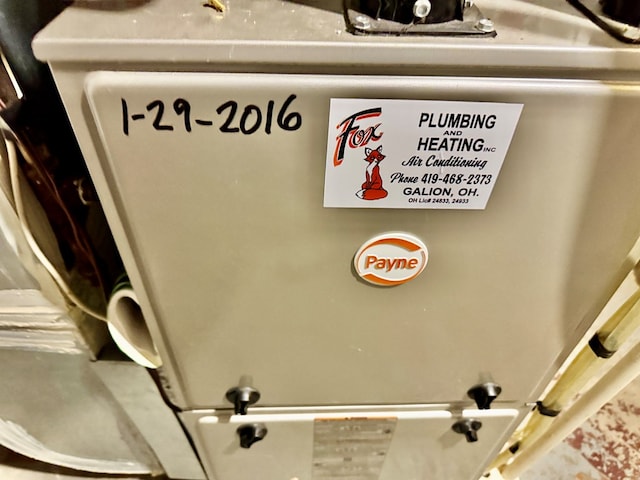 1-29-2016
Fox
PLUMBING
AND
HEATING INC
Air Conditioning
Phone 419-468-2373
GALION, OH.
OH Lic# 24833, 24933
Payne